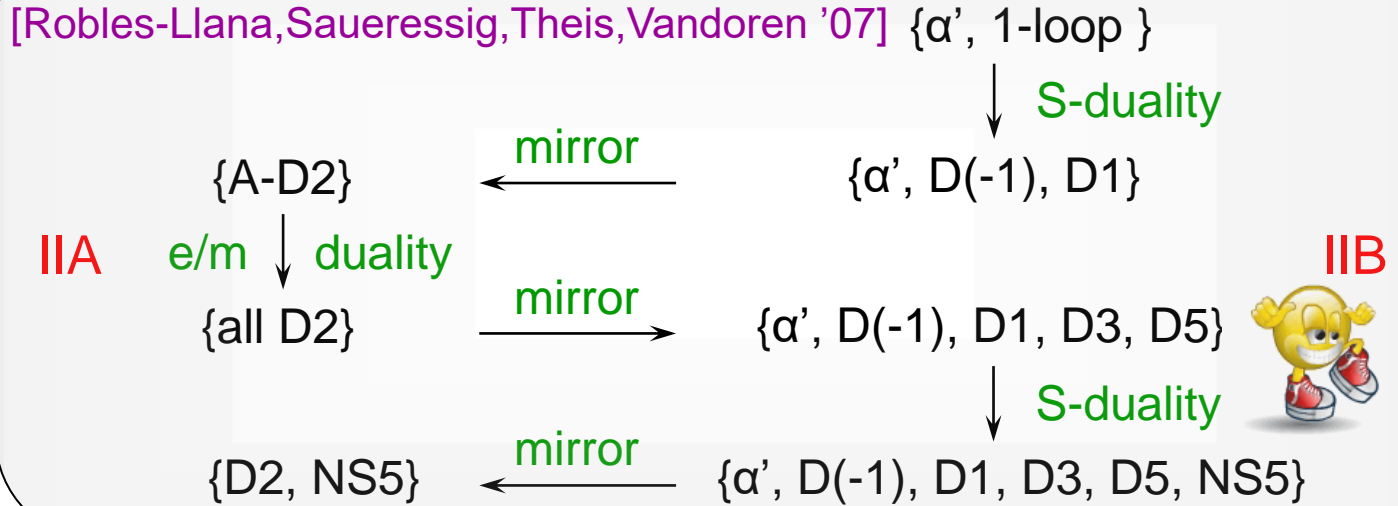 [Robles-Llana,Saueressig,Theis,Vandoren '07] {α’, 1-loop }
S-duality
mirror
{A-D2} {α’, D(-1), D1}
IIA e/m duality IIB
mirror
{all D2} {α’, D(-1), D1, D3, D5}
S-duality
mirror
{D2, NS5} {α’, D(-1), D1, D3, D5, NS5}